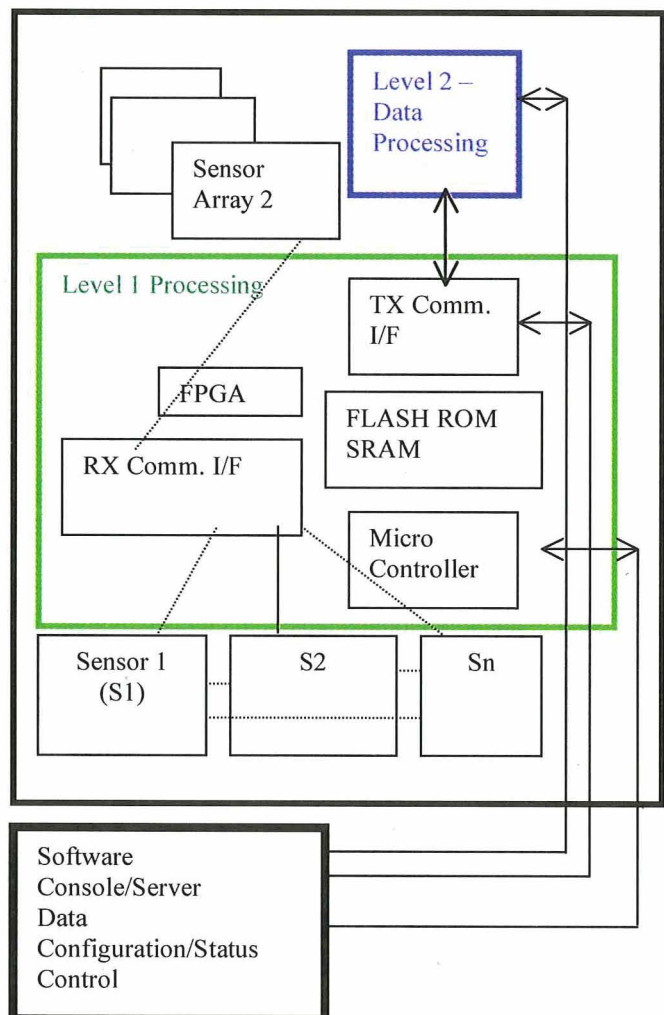 Level 2 –
Data
Processing
Sensor
Array 2
Level 1 Processing
TX Comm.
I/F
FPGA
FLASH ROM
SRAM
RX Comm. I/F
Micro
Controller
Sensor 1
(S1)
S2
Sn
Software
Console/Server
Data
Configuration/Status
Control